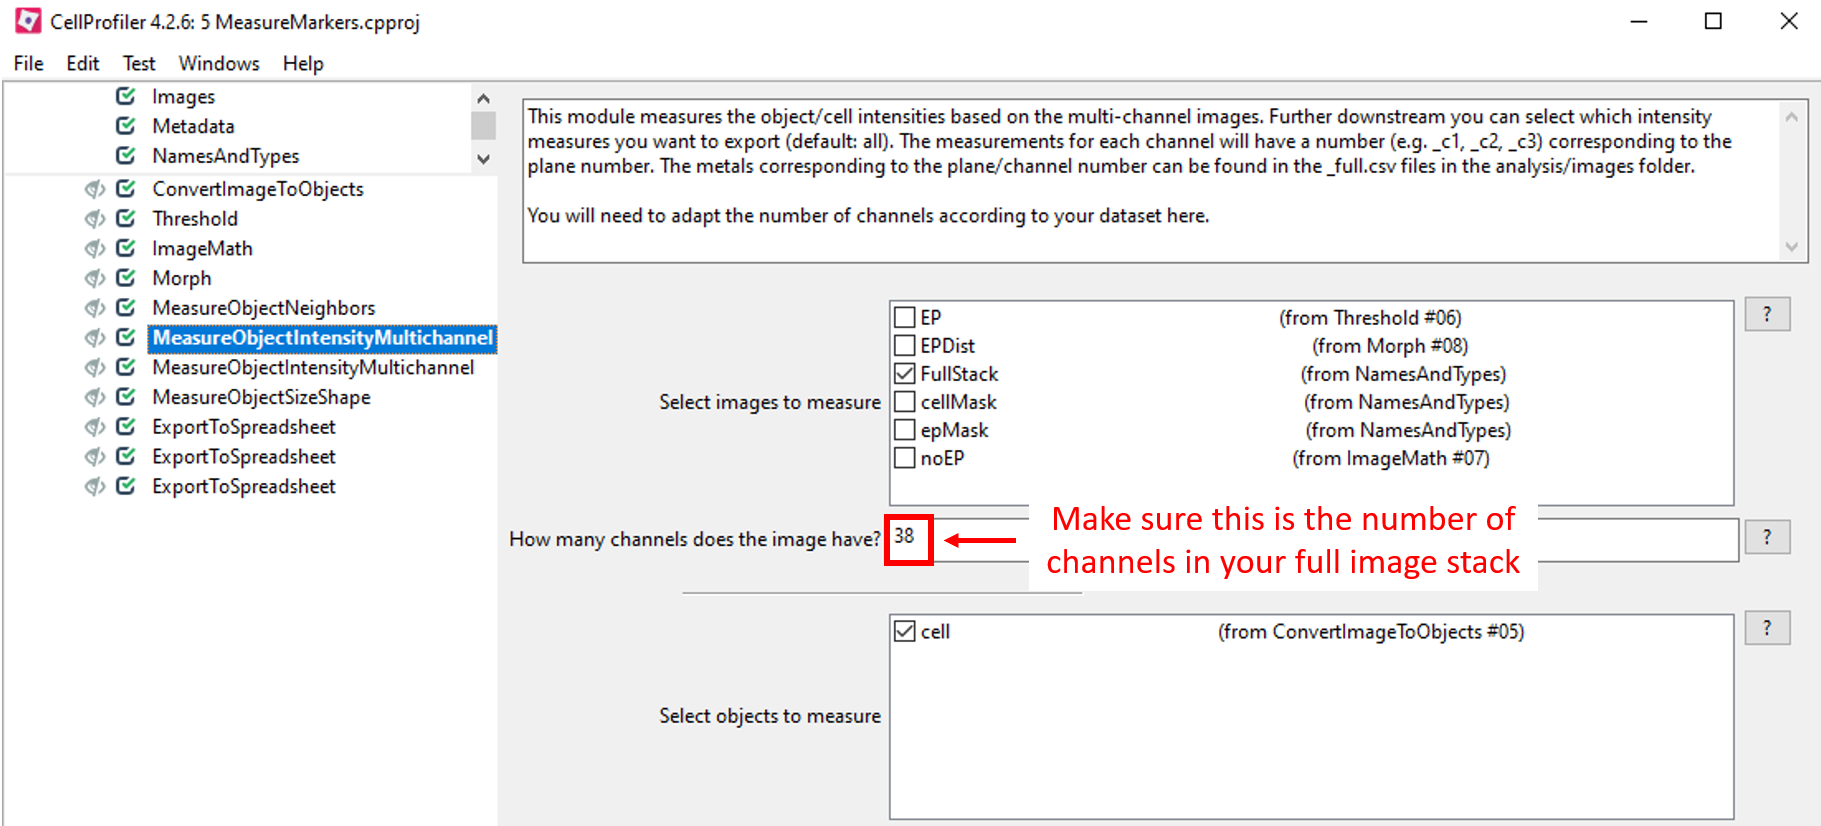 CellProfiler 4.2.6: 5 MeasureMarkers.cpproj
File Edit Test Windows Help
Images
Metadata
NamesAndTypes
ConvertImageToObjects
Threshold
ImageMath
Morph
MeasureObjectNeighbors
MeasureObjectIntensityMultichannel
MeasureObjectIntensityMultichannel
MeasureObjectSizeShape
ExportToSpreadsheet
ExportToSpreadsheet
ExportToSpreadsheet
This module measures the object/cell intensities based on the multi-channel images. Further downstream you can select which intensity
measures you want to export (default: all). The measurements for each channel will have a number (e.g. _c1, _c2, _c3) corresponding to the
plane number. The metals corresponding to the plane/channel number can be found in the _full.csv files in the analysis/images folder.
You will need to adapt the number of channels according to your dataset here.
Select images to measure
EP (from Threshold #06)
EPDist (from Morph #08)
FullStack (from NamesAndTypes)
cellMask (from NamesAndTypes)
epMask (from NamesAndTypes)
noEP (from ImageMath #07)
?
How many channels does the image have? 38
?
Make sure this is the number of
channels in your full image stack
Select objects to measure
cell (from ConvertImageToObjects #05)
?